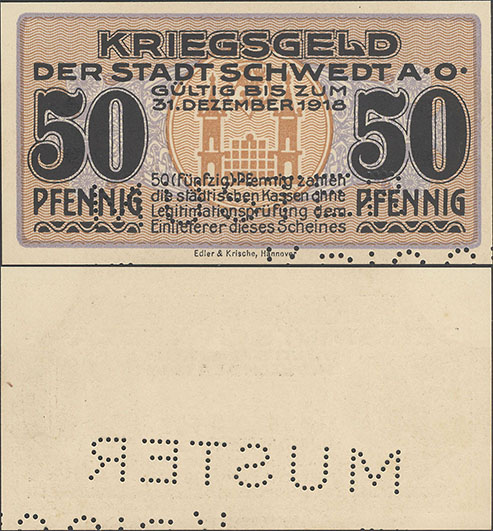 KRIEGSGELD
DER STADT SCHWEDT A·O·
GÜLTIG BIS ZUM
31. DEZEMBER 1918
50 50
PFENNIG PFENNIG
50 (Fünfzig) Pfennig zahlen
die städtischen Kassen ohne
Legitimationsprüfung dem
Einlieferer dieses Scheines
Edler & Krische, Hannover
MUSTER